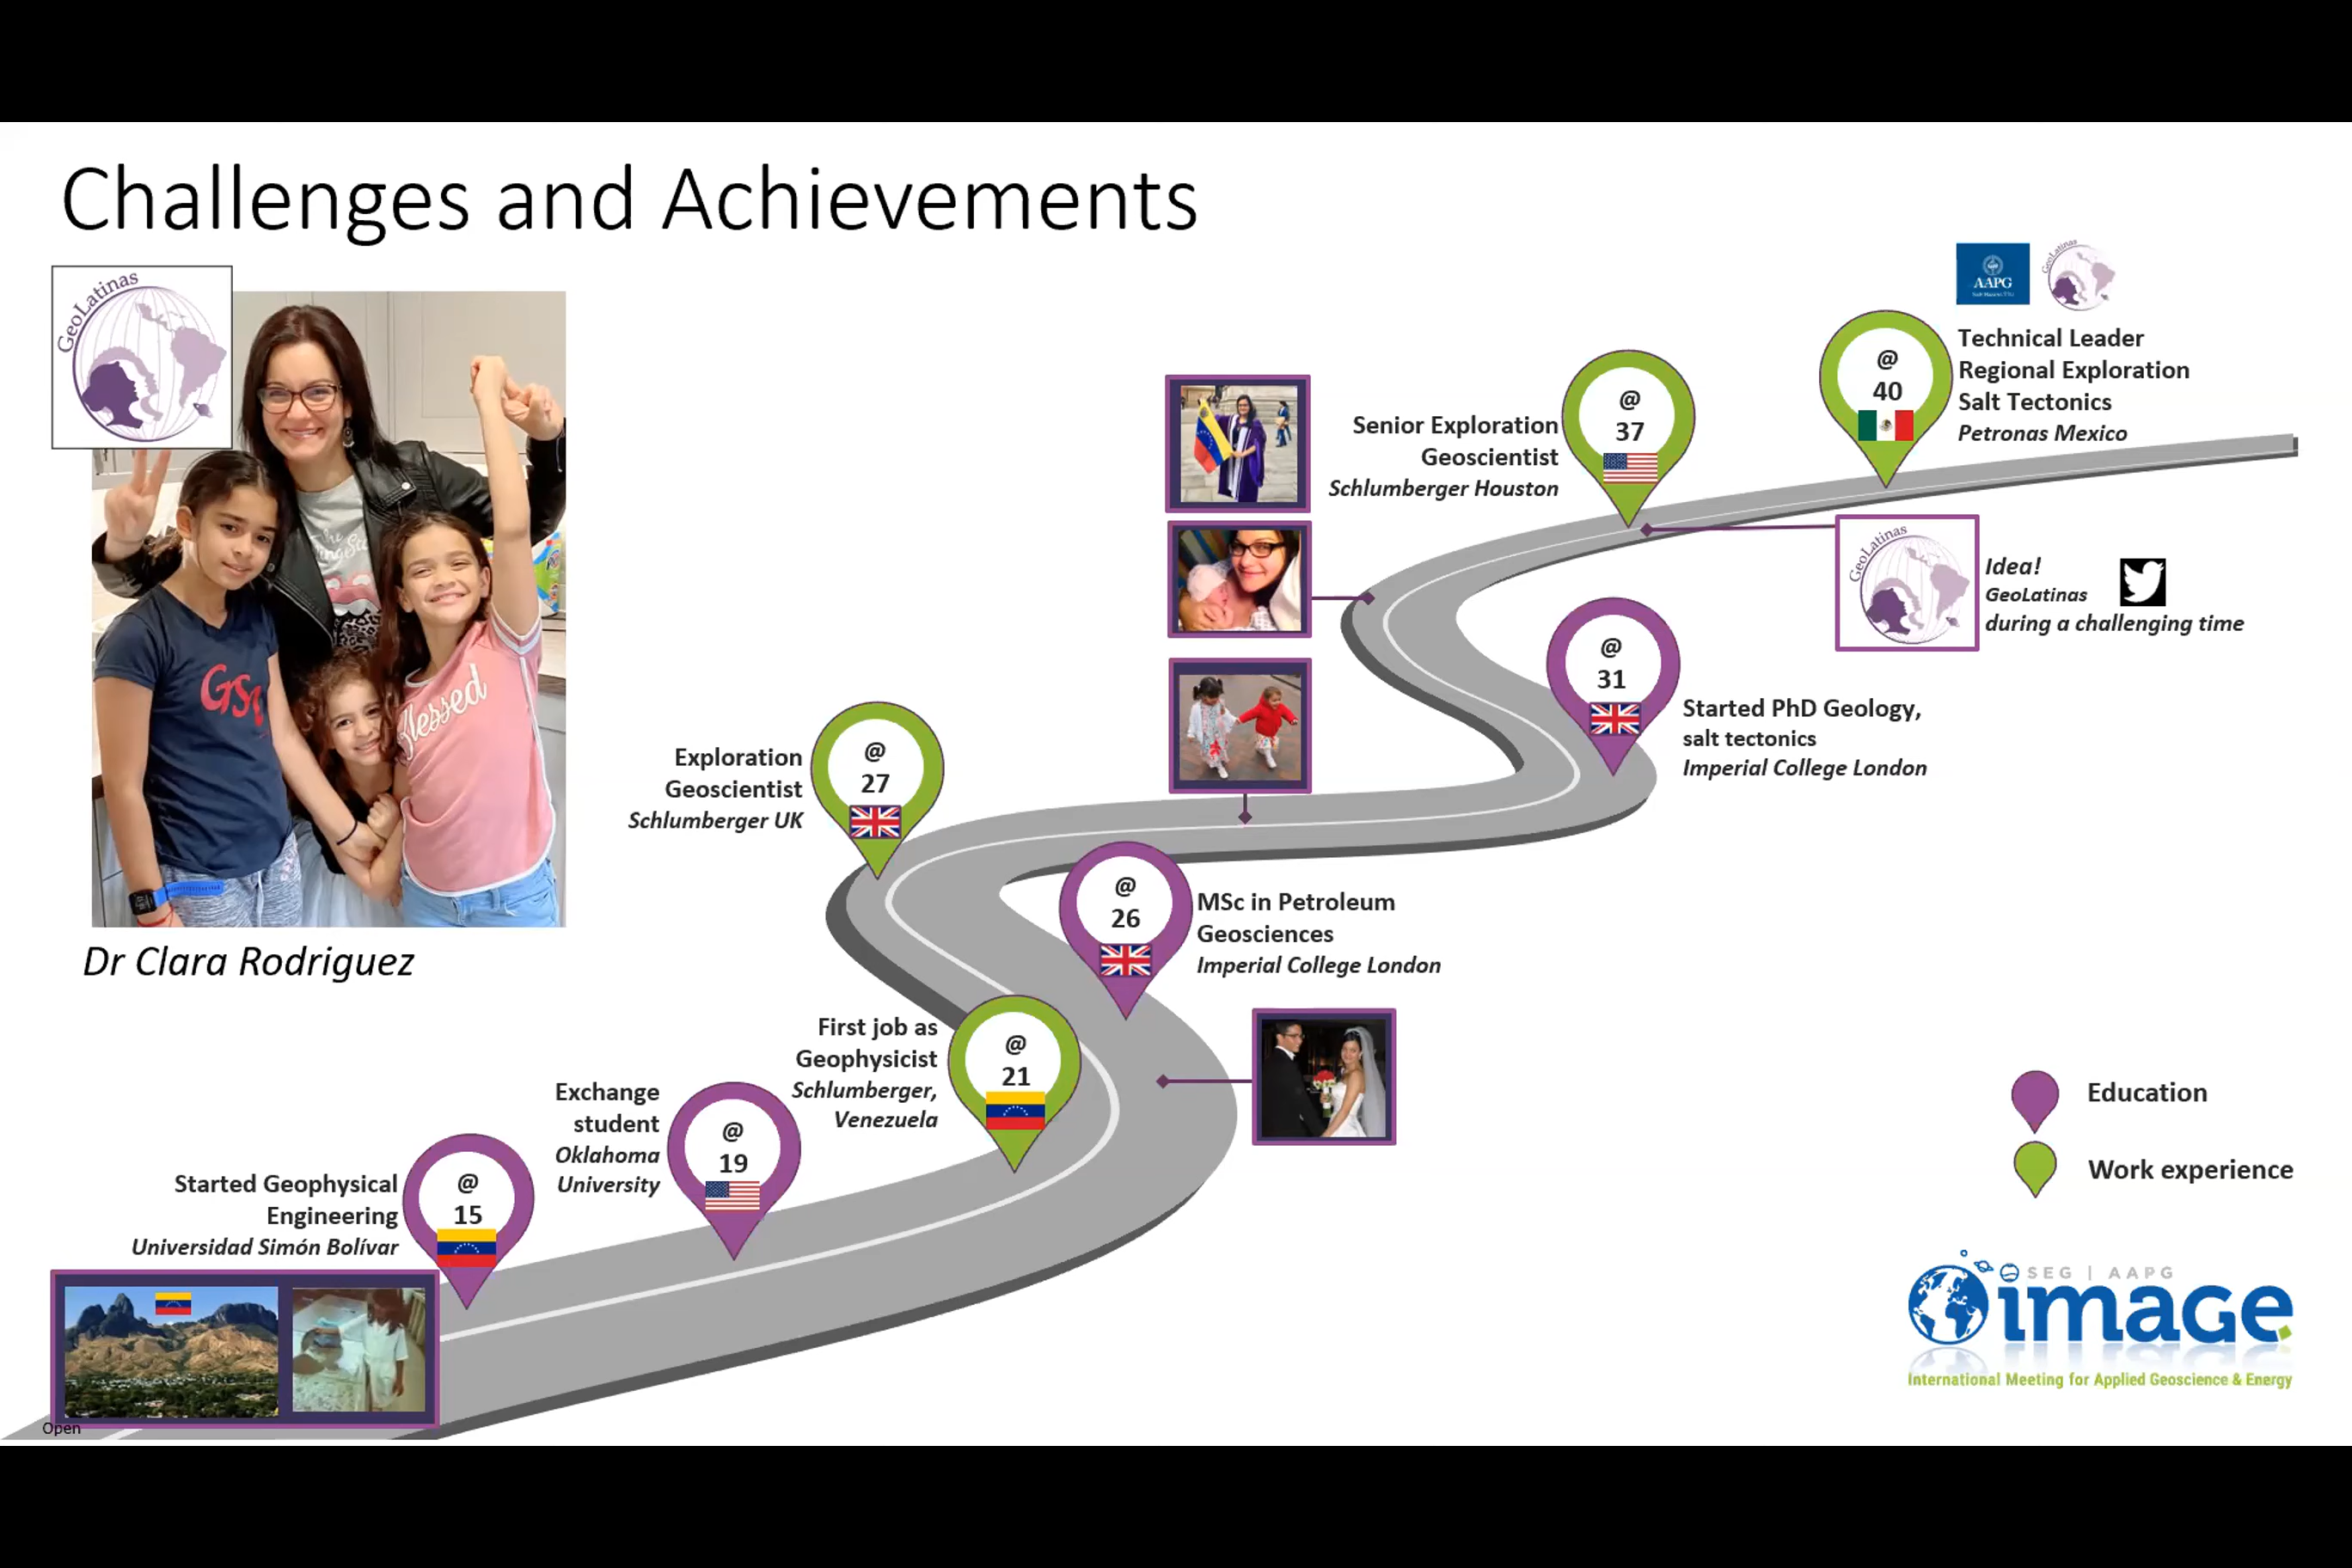 Challenges and Achievements
GeoLatinas
GSA
Blessed
Dr Clara Rodriguez
Started Geophysical
Engineering
Universidad Simón Bolívar
@
15
Exchange
student
Oklahoma
University
@
19
First job as
Geophysicist
Schlumberger,
Venezuela
@
21
@
26
MSc in Petroleum
Geosciences
Imperial College London
Exploration
Geoscientist
Schlumberger UK
@
27
@
31
Started PhD Geology,
salt tectonics
Imperial College London
Senior Exploration
Geoscientist
Schlumberger Houston
@
37
GeoLatinas
Idea!
GeoLatinas
during a challenging time
AAPG
GeoLatinas
@
40
Technical Leader
Regional Exploration
Salt Tectonics
Petronas Mexico
Education
Work experience
SEG | AAPG
image
International Meeting for Applied Geoscience & Energy
Open